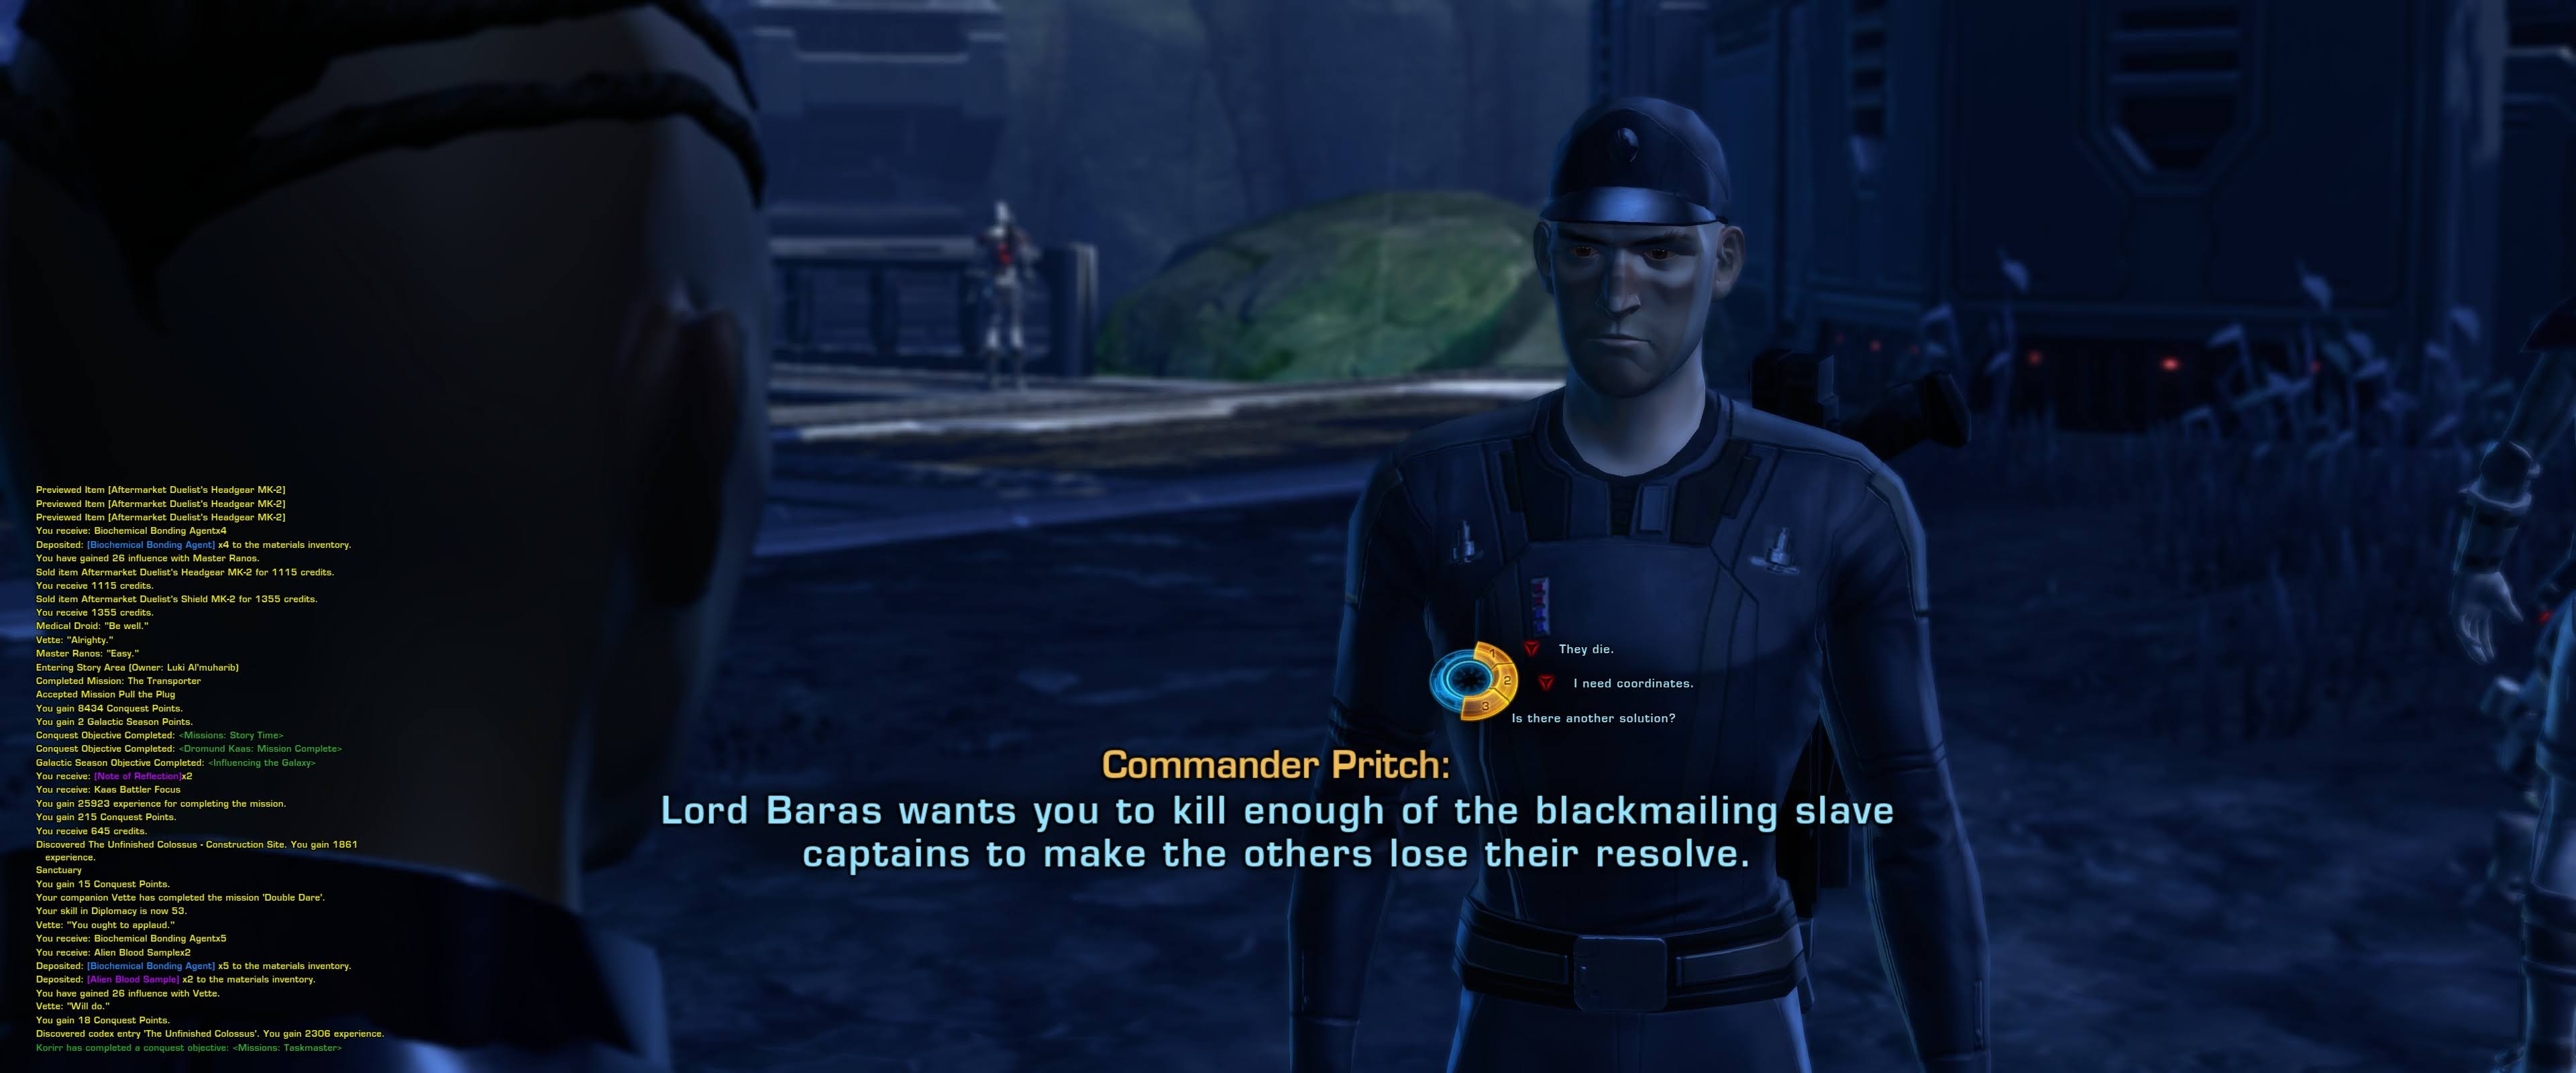 Previewed Item [Aftermarket Duelist's Headgear MK-2]
Previewed Item [Aftermarket Duelist's Headgear MK-2]
Previewed Item [Aftermarket Duelist's Headgear MK-2]
You receive: Biochemical Bonding Agentx4
Deposited: [Biochemical Bonding Agent] x4 to the materials inventory.
You have gained 26 influence with Master Ranos.
Sold item Aftermarket Duelist's Headgear MK-2 for 1115 credits.
You receive 1115 credits.
Sold item Aftermarket Duelist's Shield MK-2 for 1355 credits.
You receive 1355 credits.
Medical Droid: "Be well."
Vette: "Alrighty."
Master Ranos: "Easy."
Entering Story Area (Owner: Luki Al'muharib)
Completed Mission: The Transporter
Accepted Mission Pull the Plug
You gain 8434 Conquest Points.
You gain 2 Galactic Season Points.
Conquest Objective Completed: <Missions: Story Time>
Conquest Objective Completed: <Dromund Kaas: Mission Complete>
Galactic Season Objective Completed: <Influencing the Galaxy>
You receive: [Note of Reflection]x2
You receive: Kaas Battler Focus
You gain 25923 experience for completing the mission.
You gain 215 Conquest Points.
You receive 645 credits.
Discovered The Unfinished Colossus - Construction Site. You gain 1861
experience.
Sanctuary
You gain 15 Conquest Points.
Your companion Vette has completed the mission 'Double Dare'.
Your skill in Diplomacy is now 53.
Vette: "You ought to applaud."
You receive: Biochemical Bonding Agentx5
You receive: Alien Blood Samplex2
Deposited: [Biochemical Bonding Agent] x5 to the materials inventory.
Deposited: [Alien Blood Sample] x2 to the materials inventory.
You have gained 26 influence with Vette.
Vette: "Will do."
You gain 18 Conquest Points.
Discovered codex entry 'The Unfinished Colossus'. You gain 2306 experience.
Korirr has completed a conquest objective: <Missions: Taskmaster>
1 They die.
2 I need coordinates.
3 Is there another solution?
Commander Pritch:
Lord Baras wants you to kill enough of the blackmailing slave
captains to make the others lose their resolve.